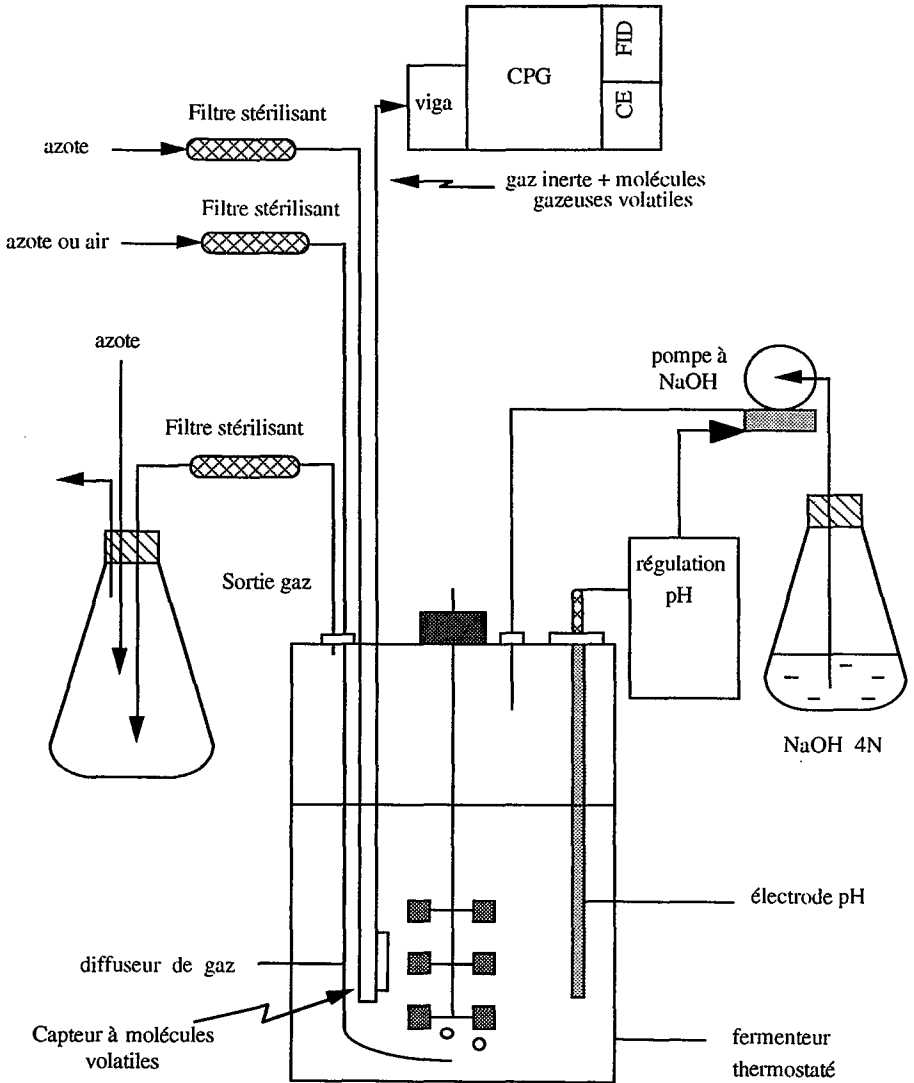 FID
CPG
viga
CE
Filtre stérilisant
azote
gaz inerte + molécules
gazeuses volatiles
Filtre stérilisant
azote ou air
azote
pompe à
NaOH
Filtre stérilisant
régulation
pH
Sortie gaz
NaOH 4N
électrode pH
diffuseur de gaz
Capteur à molécules
volatiles
fermenteur
thermostaté